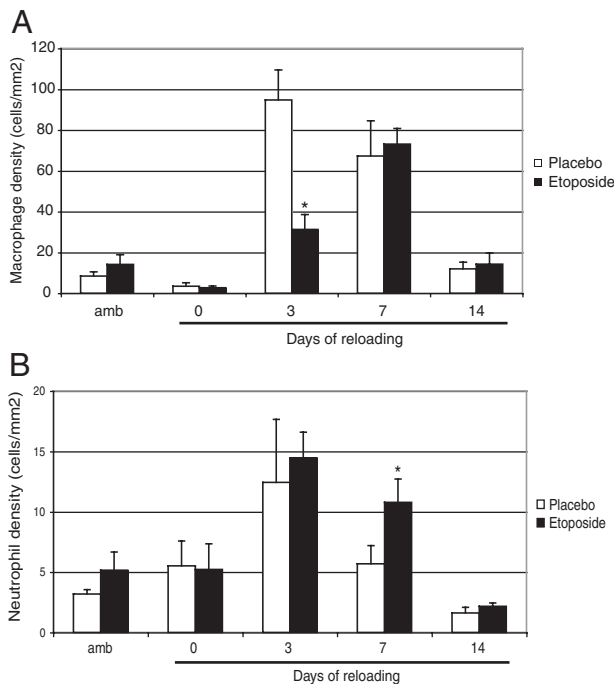 A
Macrophage density (cells/mm2)
120
100
80
60
40
20
0
*
amb 0 3 7 14
Days of reloading
Placebo
Etoposide
B
Neutrophil density (cells/mm2)
20
15
10
5
0
*
amb 0 3 7 14
Days of reloading
Placebo
Etoposide